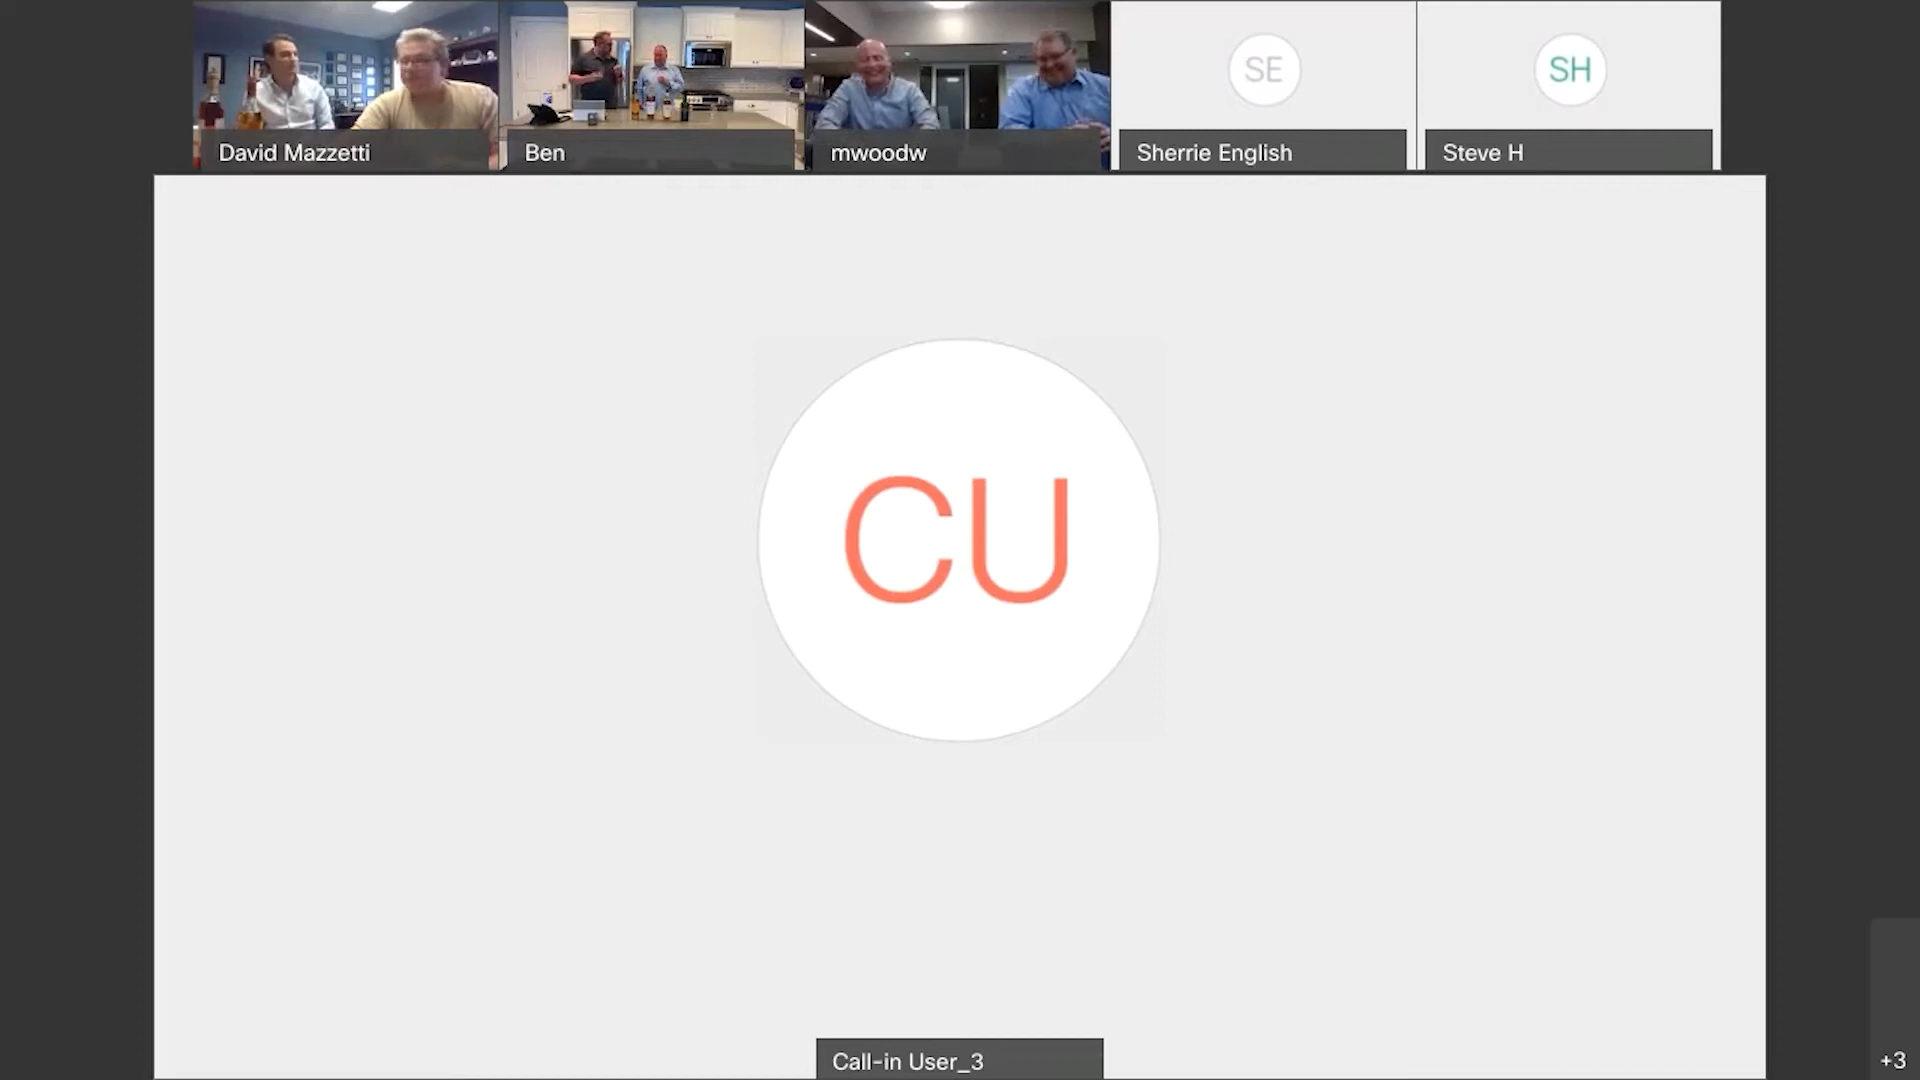 SE
SH
David Mazzetti
Ben
mwoodw
Sherrie English
Steve H
CU
Call-in User_3
+3